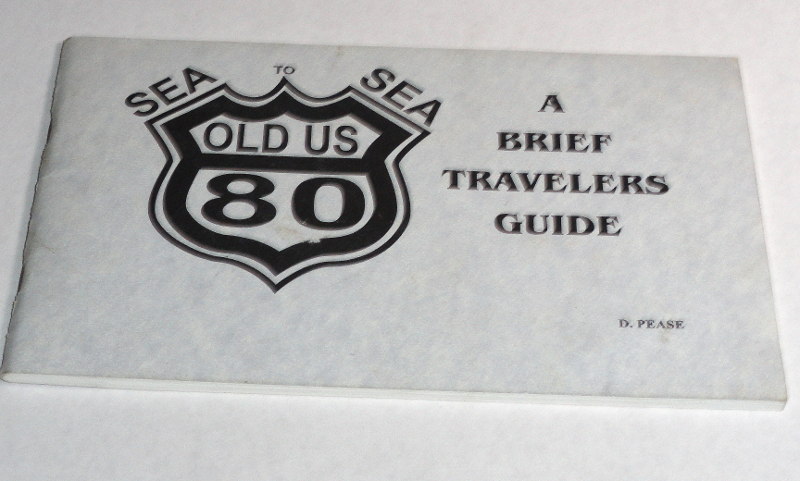 SEA TO SEA
OLD US
80
A
BRIEF
TRAVELERS
GUIDE
D. PEASE